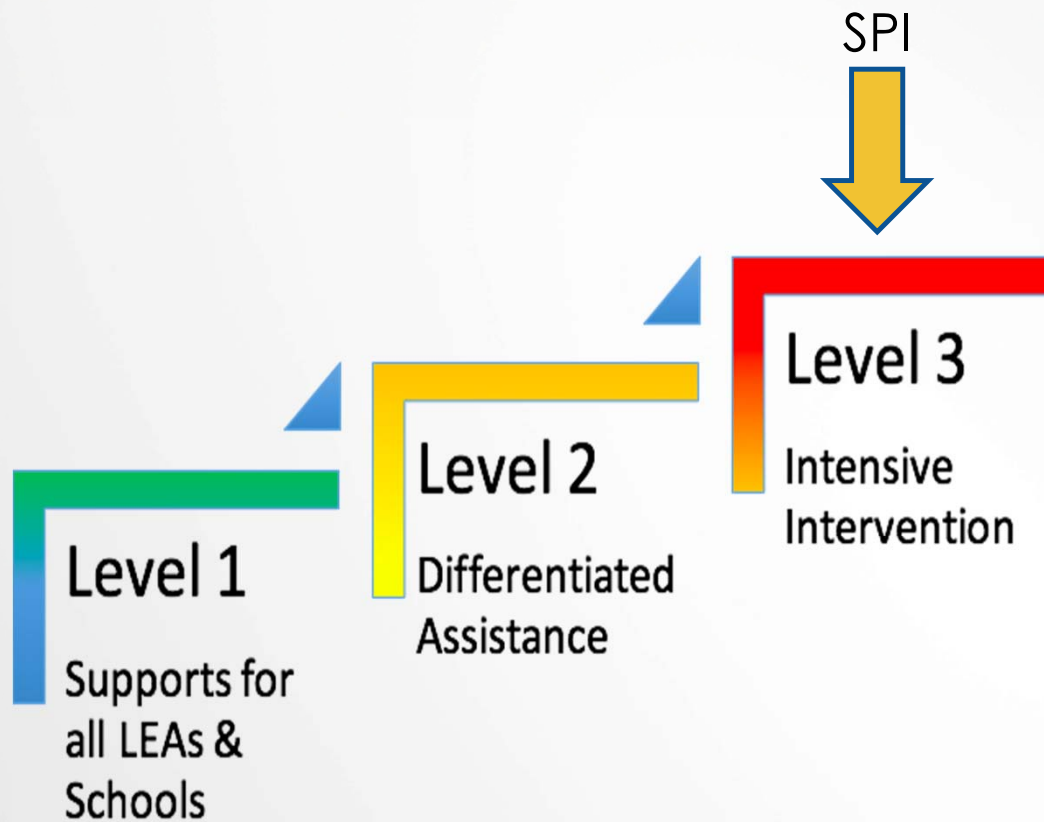 SPI
Level 3
Intensive
Intervention
Level 2
Differentiated
Assistance
Level 1
Supports for
all LEAs &
Schools